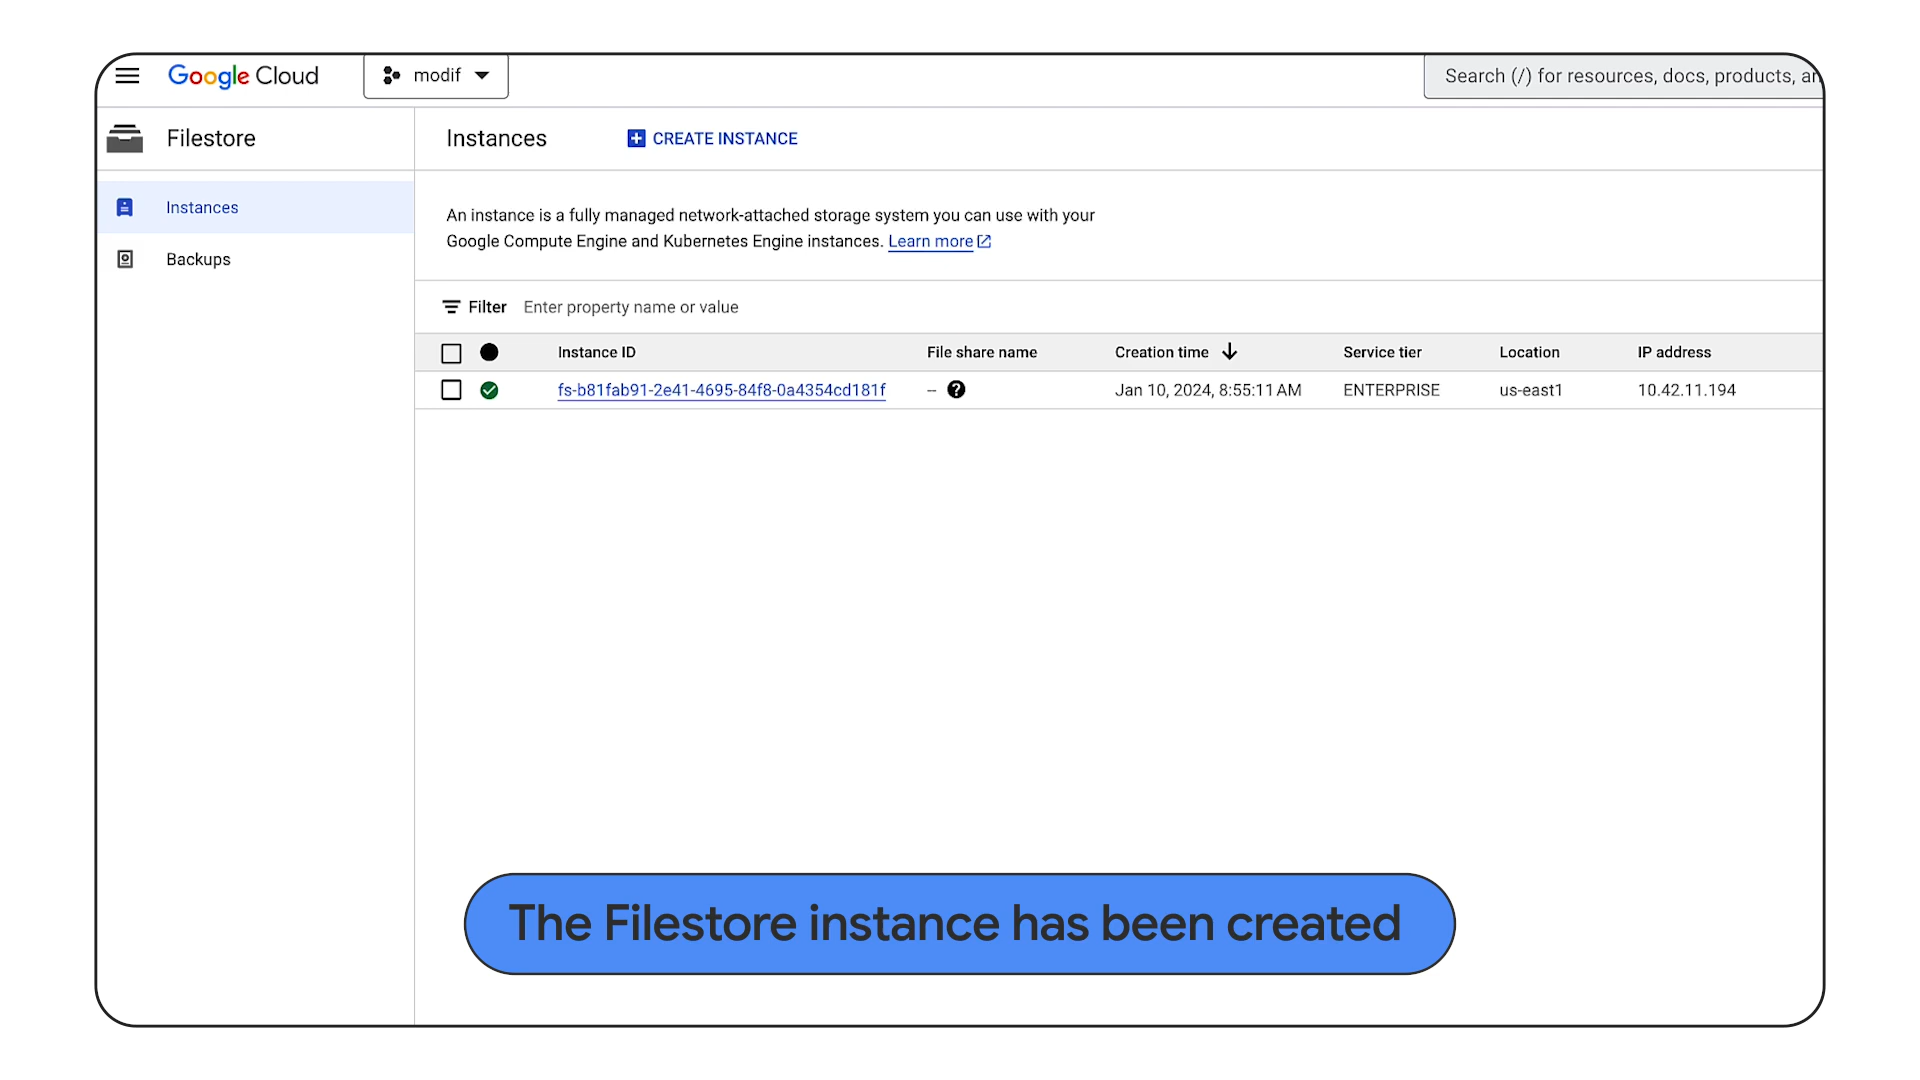 Google Cloud
modif
Search (/) for resources, docs, products,
Filestore
Instances
CREATE INSTANCE
Instances
Backups
An instance is a fully managed network-attached storage system you can use with your
Google Compute Engine and Kubernetes Engine instances. Learn more
Filter Enter property name or value
Instance ID File share name Creation time Service tier Location IP address
fs-b81fab91-2e41-4695-84f8-0a4354cd181f – Jan 10, 2024, 8:55:11 AM ENTERPRISE us-east1 10.42.11.194
The Filestore instance has been created